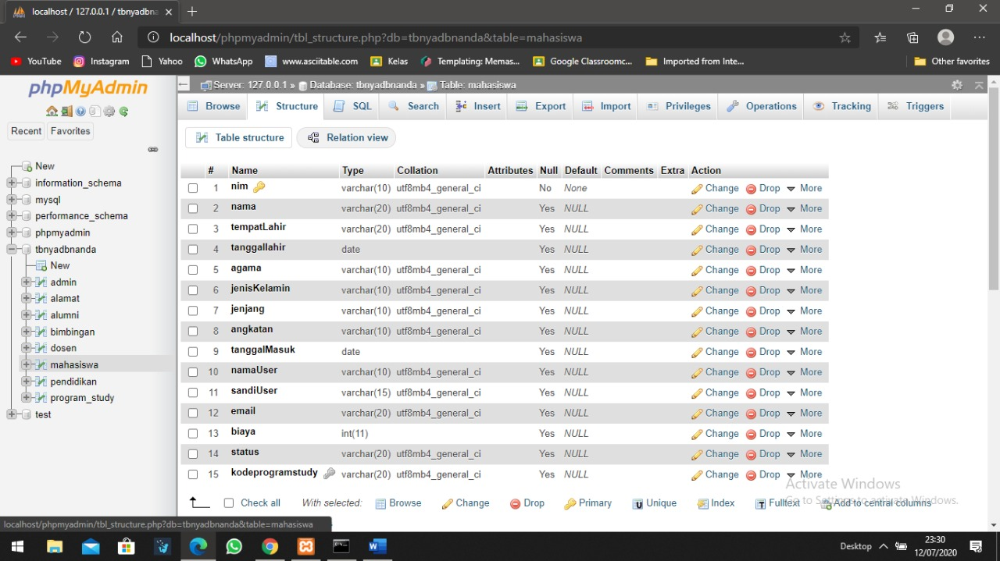 localhost / 127.0.0.1 / tbnyadbna
localhost/phpmyadmin/tbl_structure.php?db=tbnyadbnanda&table=mahasiswa
YouTube Instagram Yahoo WhatsApp www.asciitable.com Kelas Templating: Memas... Google Classroomc... Imported from Inte... Other favorites
phpMyAdmin
Recent Favorites
New
information_schema
mysql
performance_schema
phpmyadmin
tbnyadbnanda
New
admin
alamat
alumni
bimbingan
dosen
mahasiswa
pendidikan
program_study
test
Server: 127.0.0.1 » Database: tbnyadbnanda » Table: mahasiswa
Browse Structure SQL Search Insert Export Import Privileges Operations Tracking Triggers
Table structure Relation view
# Name Type Collation Attributes Null Default Comments Extra Action
1 nim varchar(10) utf8mb4_general_ci No None Change Drop More
2 nama varchar(20) utf8mb4_general_ci Yes NULL Change Drop More
3 tempatLahir varchar(20) utf8mb4_general_ci Yes NULL Change Drop More
4 tanggallahir date Yes NULL Change Drop More
5 agama varchar(10) utf8mb4_general_ci Yes NULL Change Drop More
6 jenisKelamin varchar(10) utf8mb4_general_ci Yes NULL Change Drop More
7 jenjang varchar(10) utf8mb4_general_ci Yes NULL Change Drop More
8 angkatan varchar(10) utf8mb4_general_ci Yes NULL Change Drop More
9 tanggalMasuk date Yes NULL Change Drop More
10 namaUser varchar(10) utf8mb4_general_ci Yes NULL Change Drop More
11 sandiUser varchar(15) utf8mb4_general_ci Yes NULL Change Drop More
12 email varchar(20) utf8mb4_general_ci Yes NULL Change Drop More
13 biaya int(11) Yes NULL Change Drop More
14 status varchar(20) utf8mb4_general_ci Yes NULL Change Drop More
15 kodeprogramstudy varchar(20) utf8mb4_general_ci Yes NULL Change Drop More
Check all With selected: Browse Change Drop Primary Unique Index Fulltext Add to central columns
Activate Windows
Go to Settings to activate Windows.
localhost/phpmyadmin/tbl_structure.php?db=tbnyadbnanda&table=mahasiswa
Desktop 23:30
12/07/2020